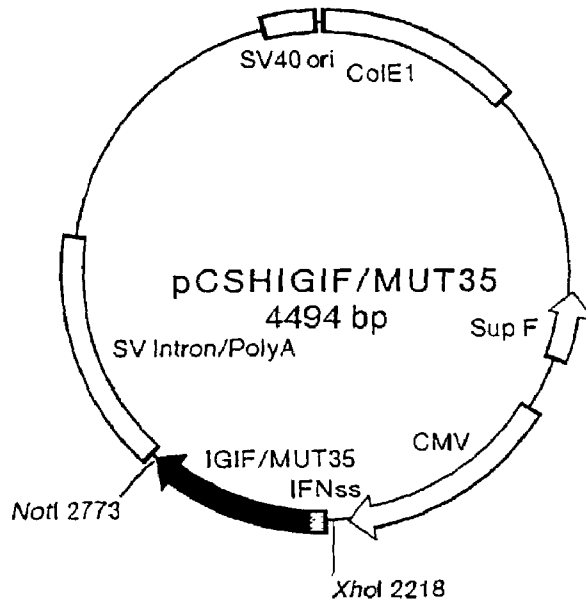 SV40 ori
ColE1
pCSHIGIF/MUT35
4494 bp
Sup F
SV Intron/PolyA
CMV
IGIF/MUT35
IFNss
NotI 2773
XhoI 2218